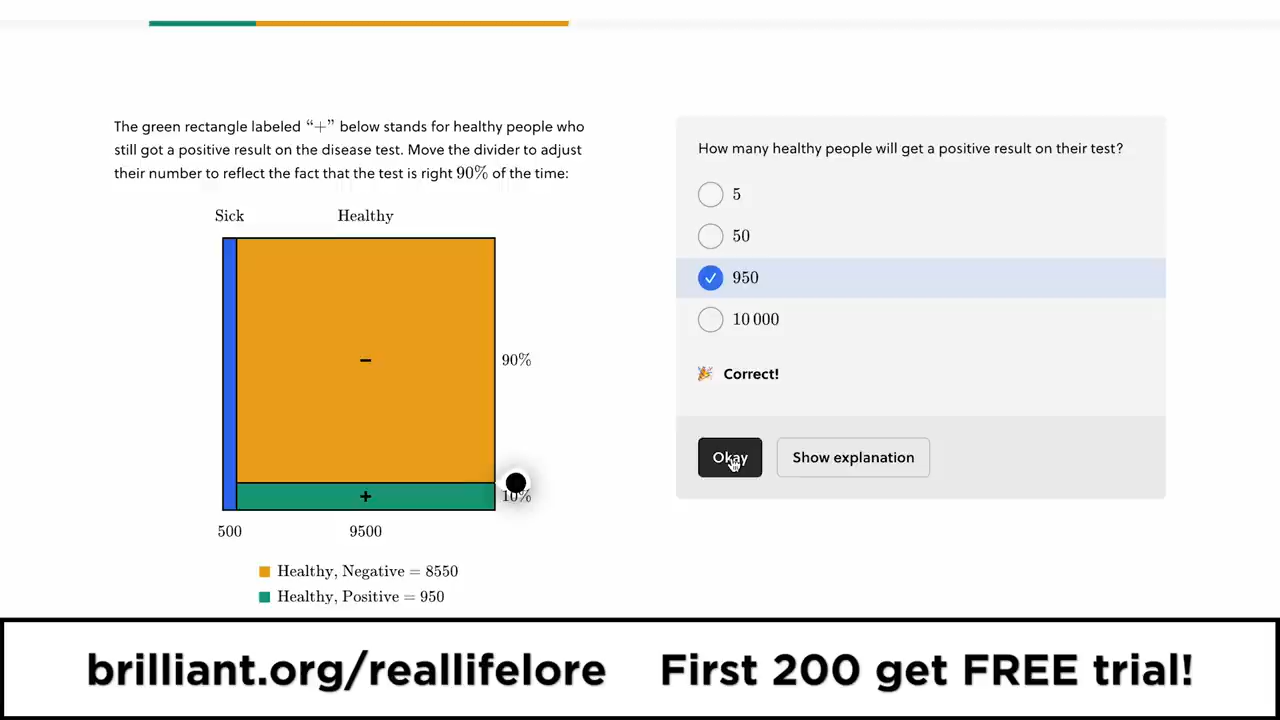 The green rectangle labeled “+” below stands for healthy people who
still got a positive result on the disease test. Move the divider to adjust
their number to reflect the fact that the test is right 90% of the time:
Sick Healthy
−
90%
+
10%
500 9500
Healthy, Negative = 8550
Healthy, Positive = 950
How many healthy people will get a positive result on their test?
5
50
950
10 000
Correct!
Okay Show explanation
brilliant.org/reallifelore First 200 get FREE trial!